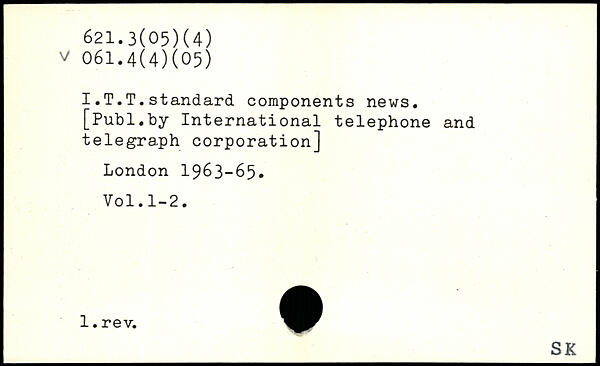 621.3(05)(4)
√ 061.4(4)(05)
I.T.T.standard components news.
[Publ.by International telephone and
telegraph corporation]
London 1963-65.
Vol.1-2.
1.rev.
SK